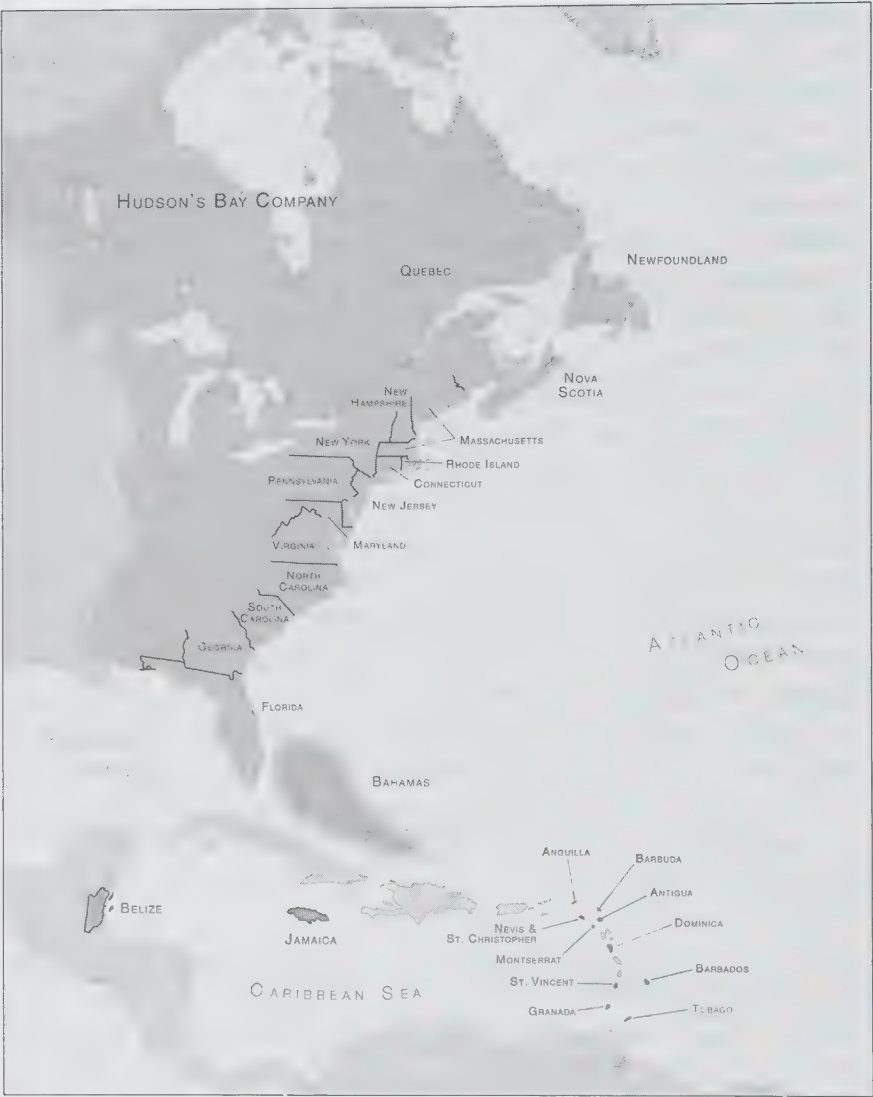 HUDSON'S BAY COMPANY
QUEBEC
NEWFOUNDLAND
NOVA
SCOTIA
NEW
HAMPSHIRE
NEW YORK
MASSACHUSETTS
RHODE ISLAND
PENNSYLVANIA
CONNECTICUT
NEW JERSEY
VIRGINIA
MARYLAND
NORTH
CAROLINA
SOUTH
CAROLINA
GEORGIA
ATLANTIC
OCEAN
FLORIDA
BAHAMAS
ANGUILLA
BARBUDA
ANTIGUA
BELIZE
JAMAICA
NEVIS &
ST. CHRISTOPHER
DOMINICA
MONTSERRAT
BARBADOS
ST. VINCENT
CARIBBEAN SEA
GRANADA
TOBAGO